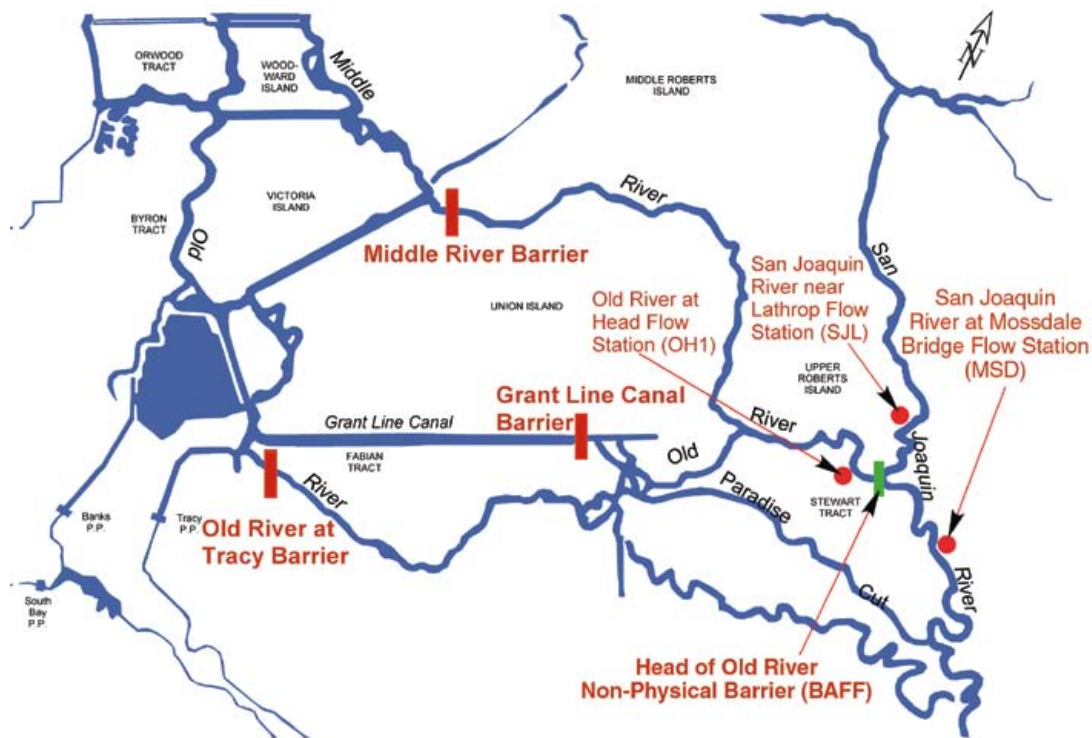 ORWOOD
TRACT
WOOD-
WARD
ISLAND
Middle
MIDDLE ROBERTS
ISLAND
N
VICTORIA
ISLAND
BYRON
TRACT
Old
River
San
Middle River Barrier
UNION ISLAND
Old River at
Head Flow
Station (OH1)
San Joaquin
River near
Lathrop Flow
Station (SJL)
San Joaquin
River at Mossdale
Bridge Flow Station
(MSD)
UPPER
ROBERTS
ISLAND
Grant Line Canal
Barrier
Grant Line Canal
FABIAN
TRACT
River
Old
River
Joaquin
Paradise
STEWART
TRACT
Banks
P.P.
Tracy
P.P.
Old River at
Tracy Barrier
River
Cut
South
Bay
P.P.
Head of Old River
Non-Physical Barrier (BAFF)